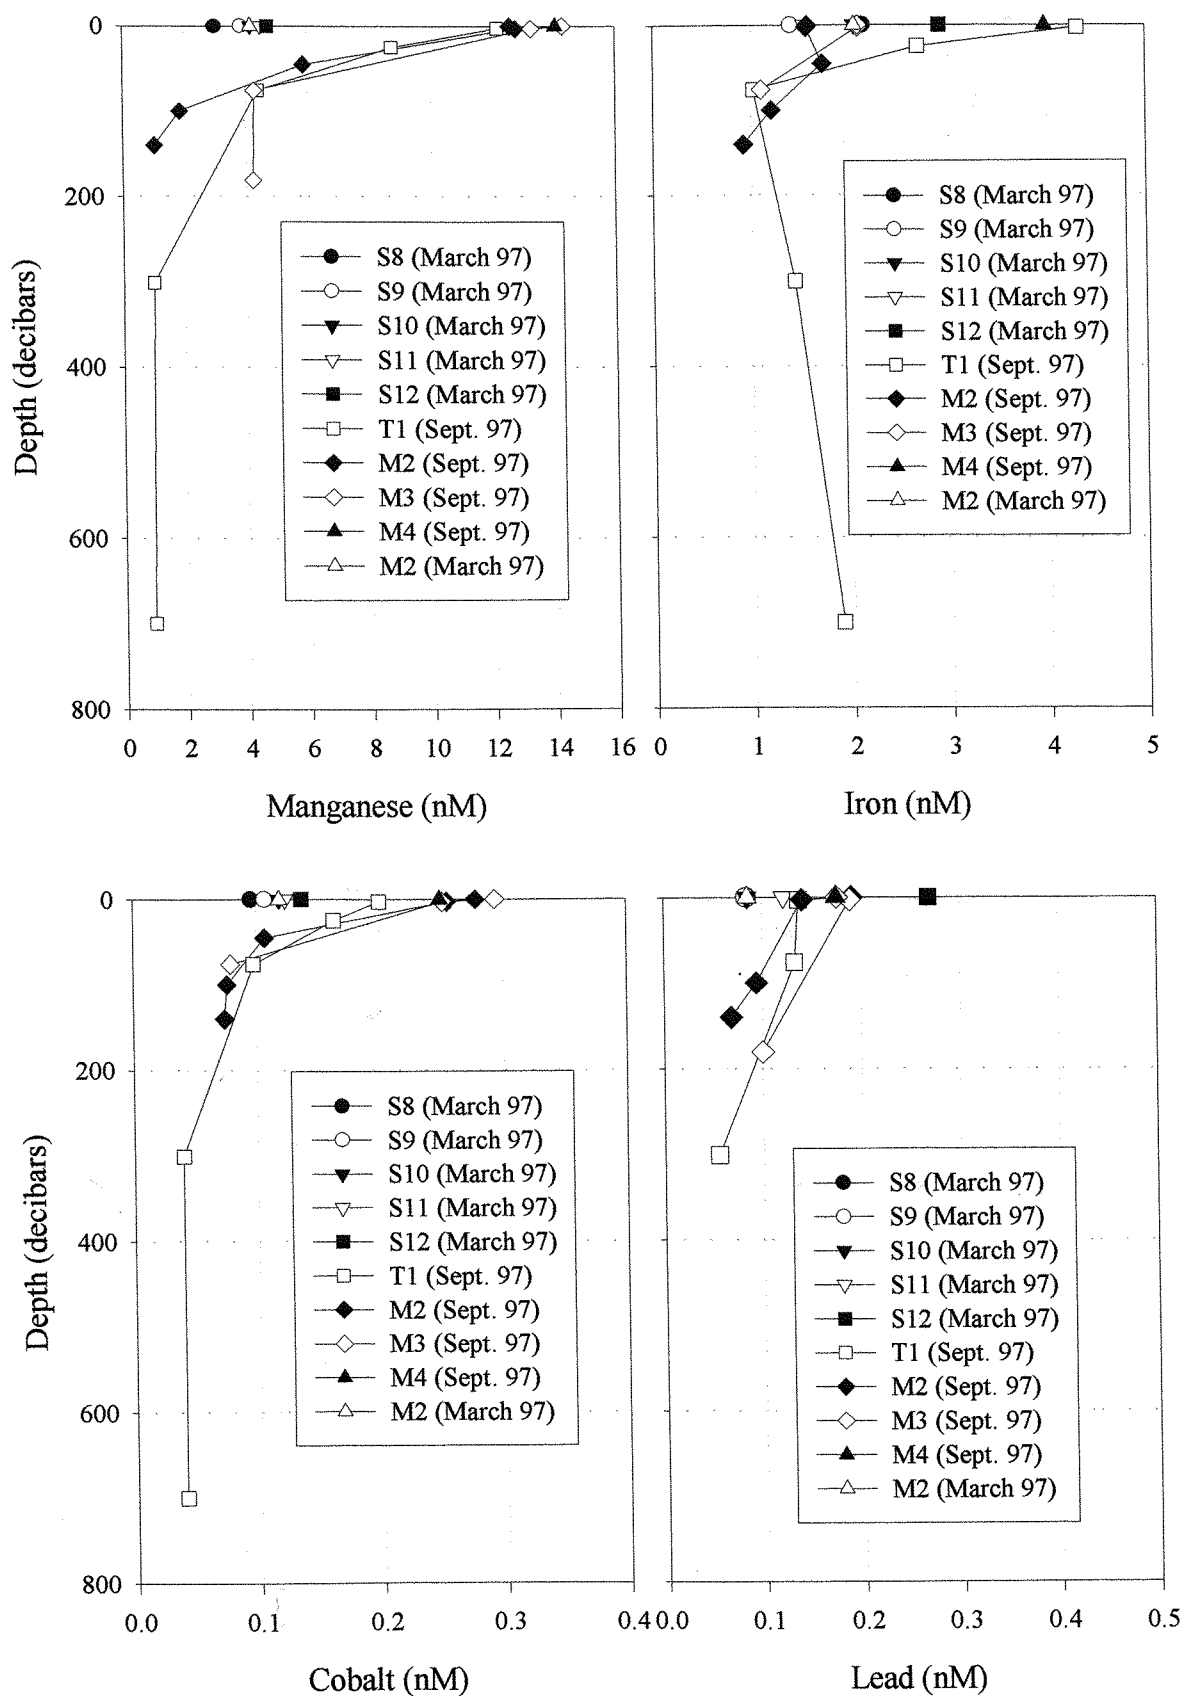 0
200
400
600
800
Depth (decibars)
S8 (March 97)
S9 (March 97)
S10 (March 97)
S11 (March 97)
S12 (March 97)
T1 (Sept. 97)
M2 (Sept. 97)
M3 (Sept. 97)
M4 (Sept. 97)
M2 (March 97)
0 2 4 6 8 10 12 14 16
Manganese (nM)
S8 (March 97)
S9 (March 97)
S10 (March 97)
S11 (March 97)
S12 (March 97)
T1 (Sept. 97)
M2 (Sept. 97)
M3 (Sept. 97)
M4 (Sept. 97)
M2 (March 97)
0 1 2 3 4 5
Iron (nM)
0
200
400
600
800
Depth (decibars)
S8 (March 97)
S9 (March 97)
S10 (March 97)
S11 (March 97)
S12 (March 97)
T1 (Sept. 97)
M2 (Sept. 97)
M3 (Sept. 97)
M4 (Sept. 97)
M2 (March 97)
0.0 0.1 0.2 0.3 0.4
Cobalt (nM)
S8 (March 97)
S9 (March 97)
S10 (March 97)
S11 (March 97)
S12 (March 97)
T1 (Sept. 97)
M2 (Sept. 97)
M3 (Sept. 97)
M4 (Sept. 97)
M2 (March 97)
0.0 0.1 0.2 0.3 0.4 0.5
Lead (nM)